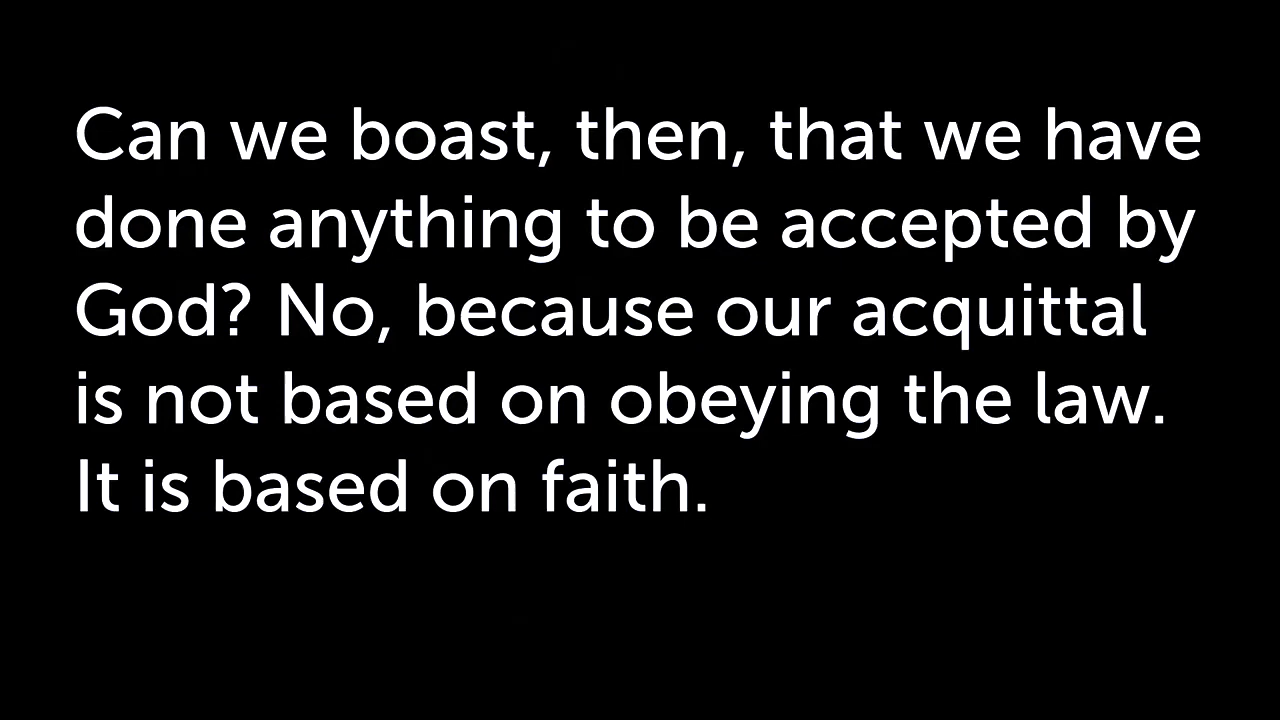 Can we boast, then, that we have
done anything to be accepted by
God? No, because our acquittal
is not based on obeying the law.
It is based on faith.